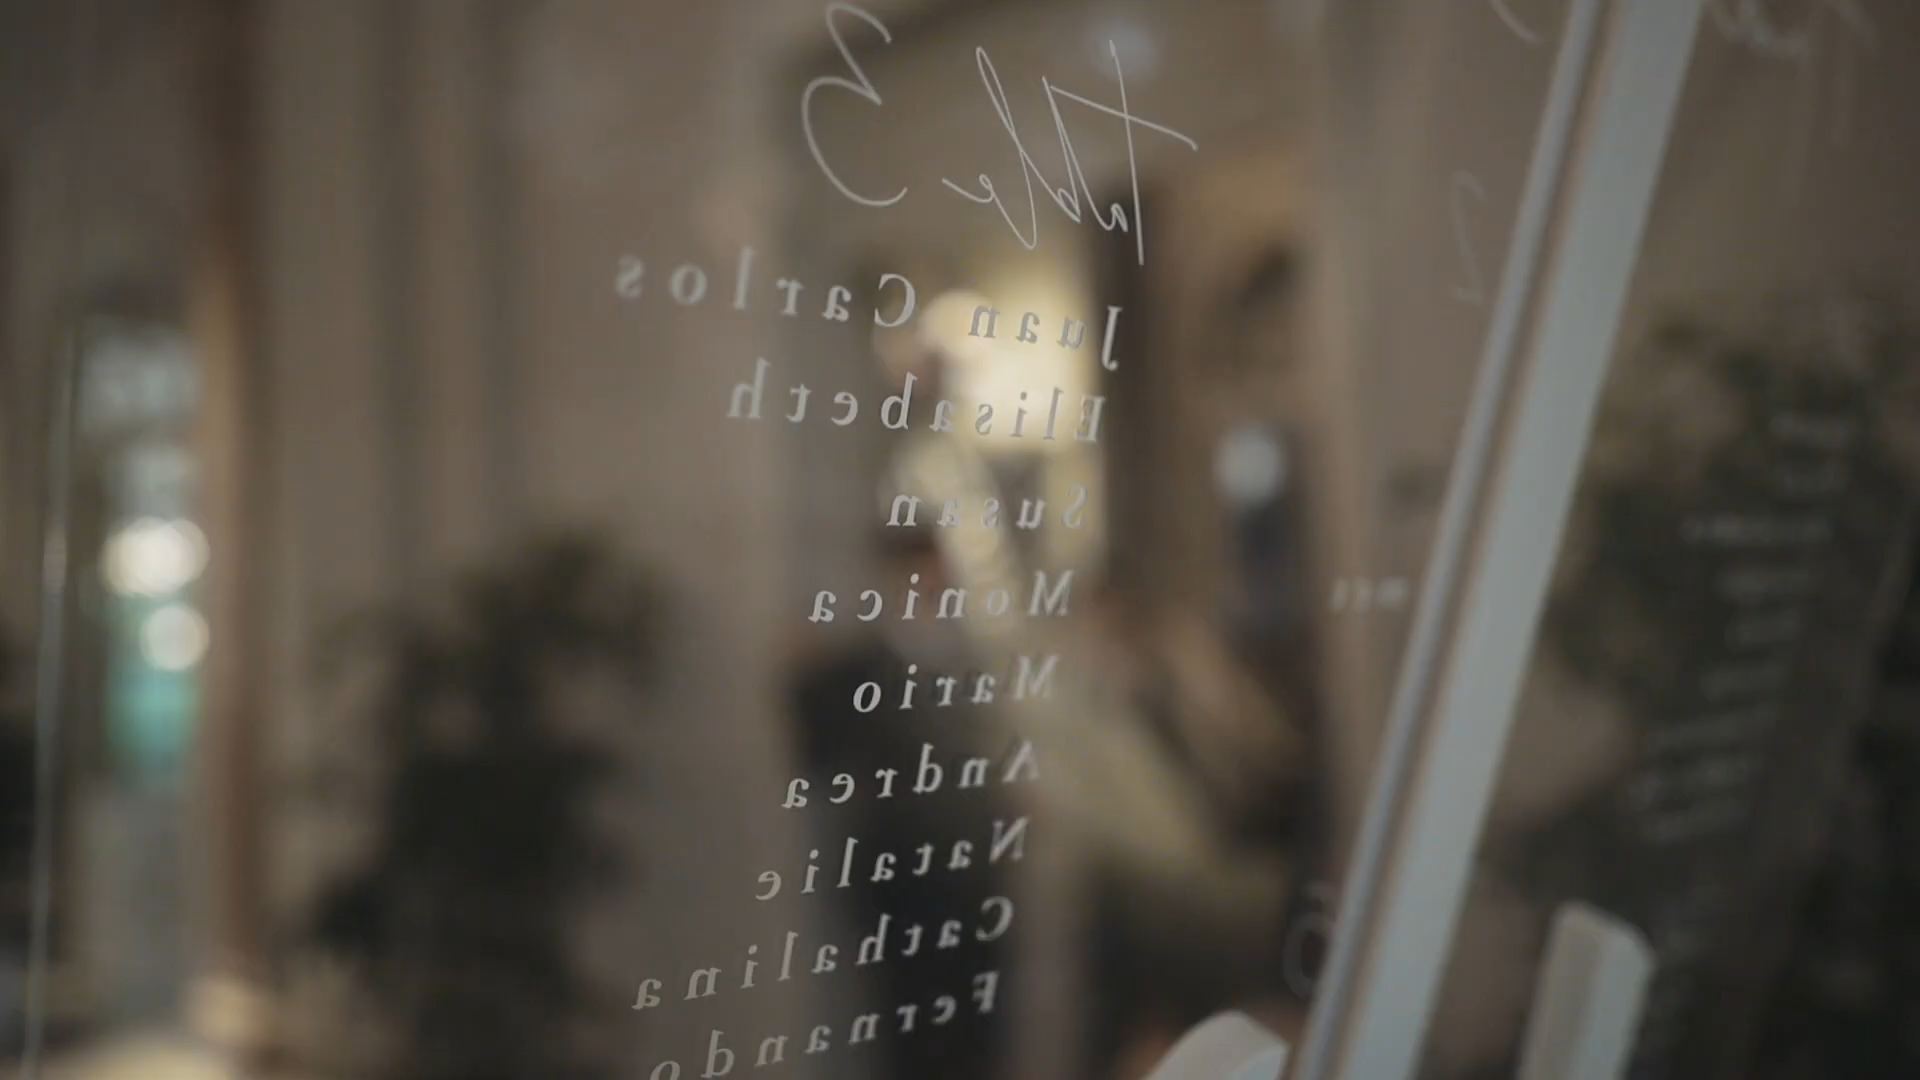 Table 3
Juan Carlos
Elisabeth
Susan
Monica
Mario
Andrea
Natalie
Cathalina
Fernando